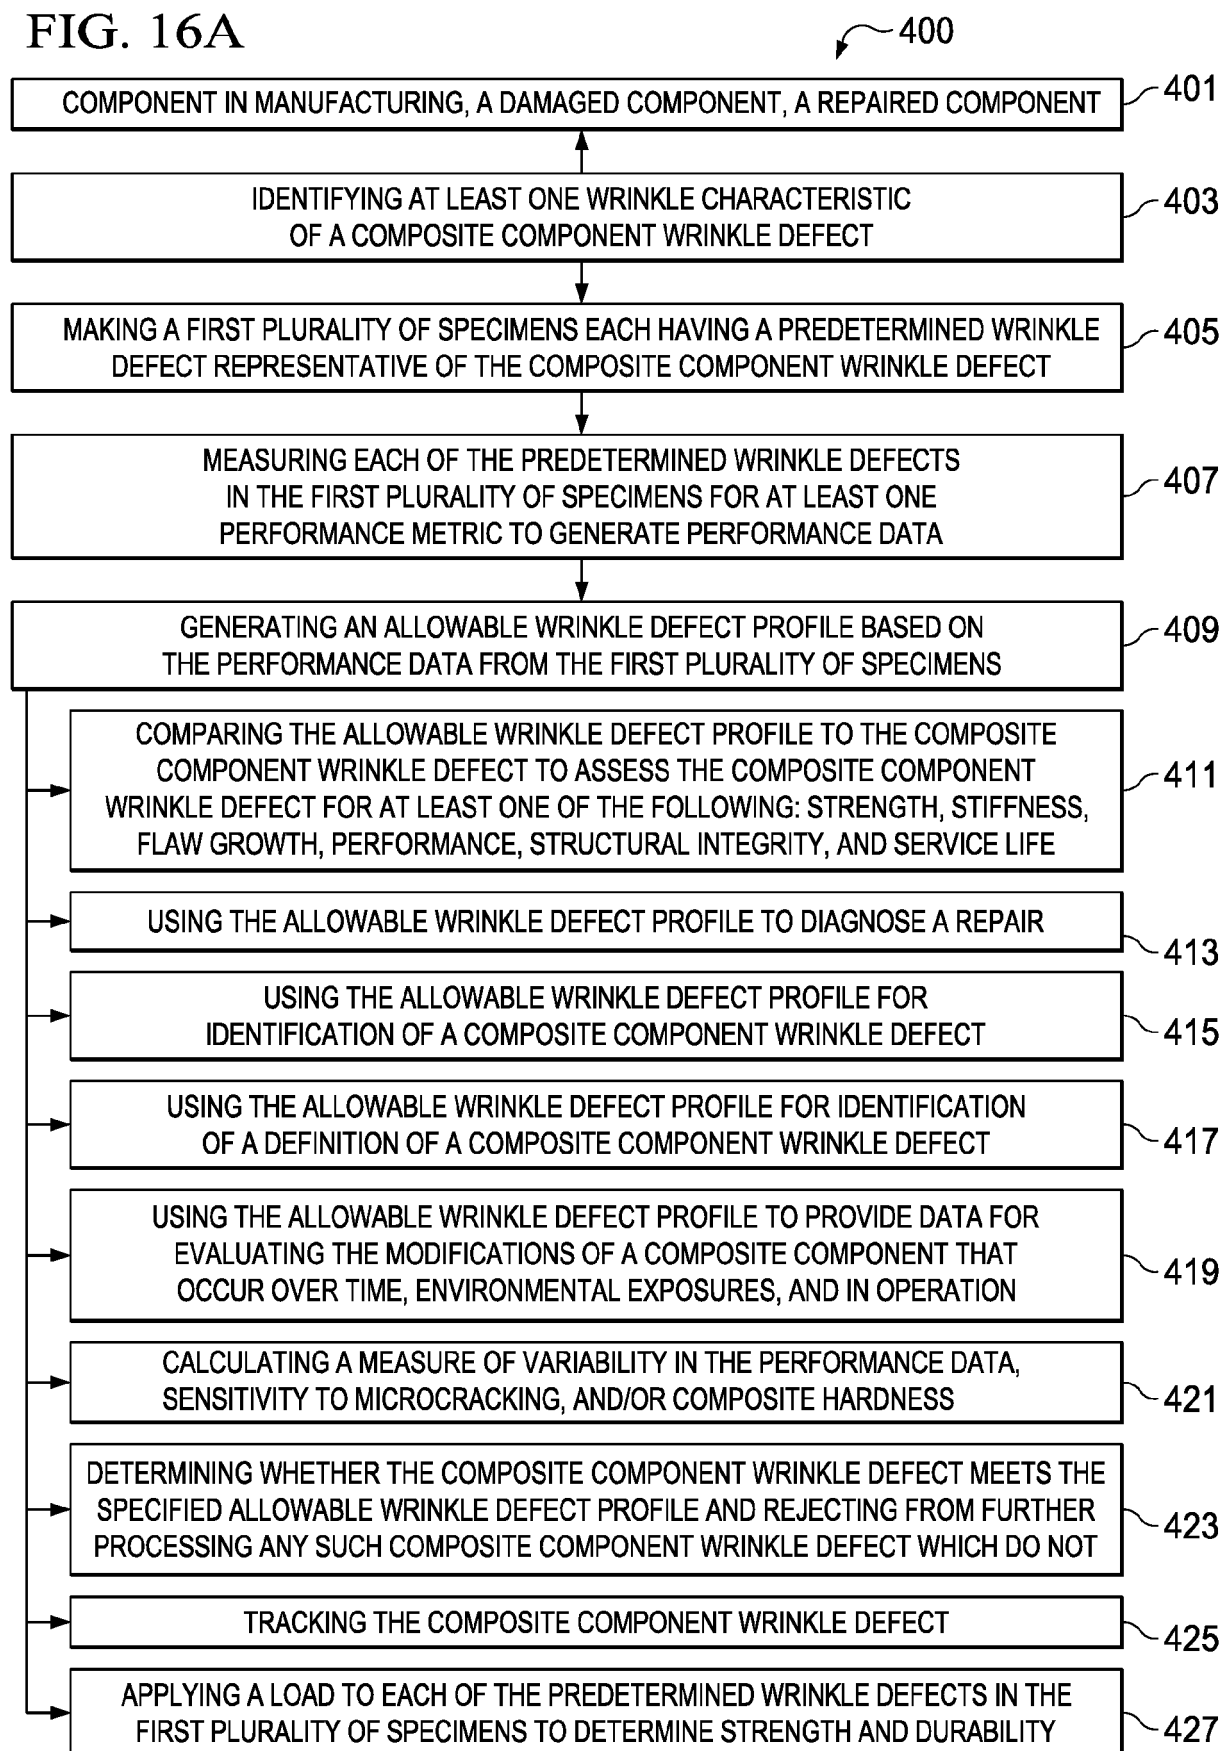 FIG. 16A
400
COMPONENT IN MANUFACTURING, A DAMAGED COMPONENT, A REPAIRED COMPONENT
401
IDENTIFYING AT LEAST ONE WRINKLE CHARACTERISTIC
OF A COMPOSITE COMPONENT WRINKLE DEFECT
403
MAKING A FIRST PLURALITY OF SPECIMENS EACH HAVING A PREDETERMINED WRINKLE
DEFECT REPRESENTATIVE OF THE COMPOSITE COMPONENT WRINKLE DEFECT
405
MEASURING EACH OF THE PREDETERMINED WRINKLE DEFECTS
IN THE FIRST PLURALITY OF SPECIMENS FOR AT LEAST ONE
PERFORMANCE METRIC TO GENERATE PERFORMANCE DATA
407
GENERATING AN ALLOWABLE WRINKLE DEFECT PROFILE BASED ON
THE PERFORMANCE DATA FROM THE FIRST PLURALITY OF SPECIMENS
409
COMPARING THE ALLOWABLE WRINKLE DEFECT PROFILE TO THE COMPOSITE
COMPONENT WRINKLE DEFECT TO ASSESS THE COMPOSITE COMPONENT
WRINKLE DEFECT FOR AT LEAST ONE OF THE FOLLOWING: STRENGTH, STIFFNESS,
FLAW GROWTH, PERFORMANCE, STRUCTURAL INTEGRITY, AND SERVICE LIFE
411
USING THE ALLOWABLE WRINKLE DEFECT PROFILE TO DIAGNOSE A REPAIR
413
USING THE ALLOWABLE WRINKLE DEFECT PROFILE FOR
IDENTIFICATION OF A COMPOSITE COMPONENT WRINKLE DEFECT
415
USING THE ALLOWABLE WRINKLE DEFECT PROFILE FOR IDENTIFICATION
OF A DEFINITION OF A COMPOSITE COMPONENT WRINKLE DEFECT
417
USING THE ALLOWABLE WRINKLE DEFECT PROFILE TO PROVIDE DATA FOR
EVALUATING THE MODIFICATIONS OF A COMPOSITE COMPONENT THAT
OCCUR OVER TIME, ENVIRONMENTAL EXPOSURES, AND IN OPERATION
419
CALCULATING A MEASURE OF VARIABILITY IN THE PERFORMANCE DATA,
SENSITIVITY TO MICROCRACKING, AND/OR COMPOSITE HARDNESS
421
DETERMINING WHETHER THE COMPOSITE COMPONENT WRINKLE DEFECT MEETS THE
SPECIFIED ALLOWABLE WRINKLE DEFECT PROFILE AND REJECTING FROM FURTHER
PROCESSING ANY SUCH COMPOSITE COMPONENT WRINKLE DEFECT WHICH DO NOT
423
TRACKING THE COMPOSITE COMPONENT WRINKLE DEFECT
425
APPLYING A LOAD TO EACH OF THE PREDETERMINED WRINKLE DEFECTS IN THE
FIRST PLURALITY OF SPECIMENS TO DETERMINE STRENGTH AND DURABILITY
427